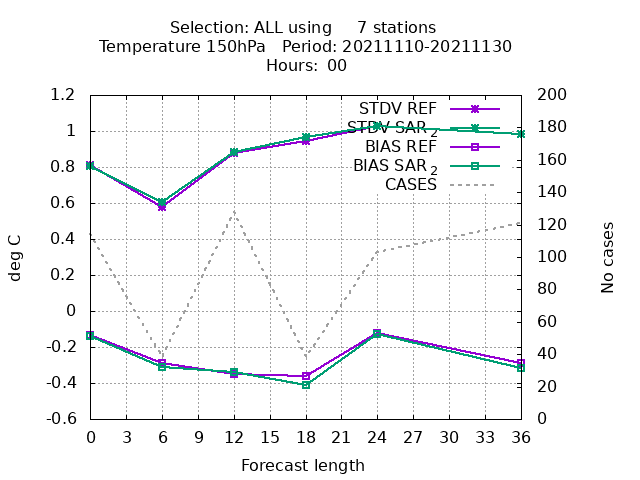 Selection: ALL using 7 stations
Temperature 150hPa Period: 20211110-20211130
Hours: 00
STDV REF
STDV SAR 2
BIAS REF
BIAS SAR 2
CASES
deg C
1.2
1
0.8
0.6
0.4
0.2
0
-0.2
-0.4
-0.6
No cases
200
180
160
140
120
100
80
60
40
20
0
0 3 6 9 12 15 18 21 24 27 30 33 36
Forecast length